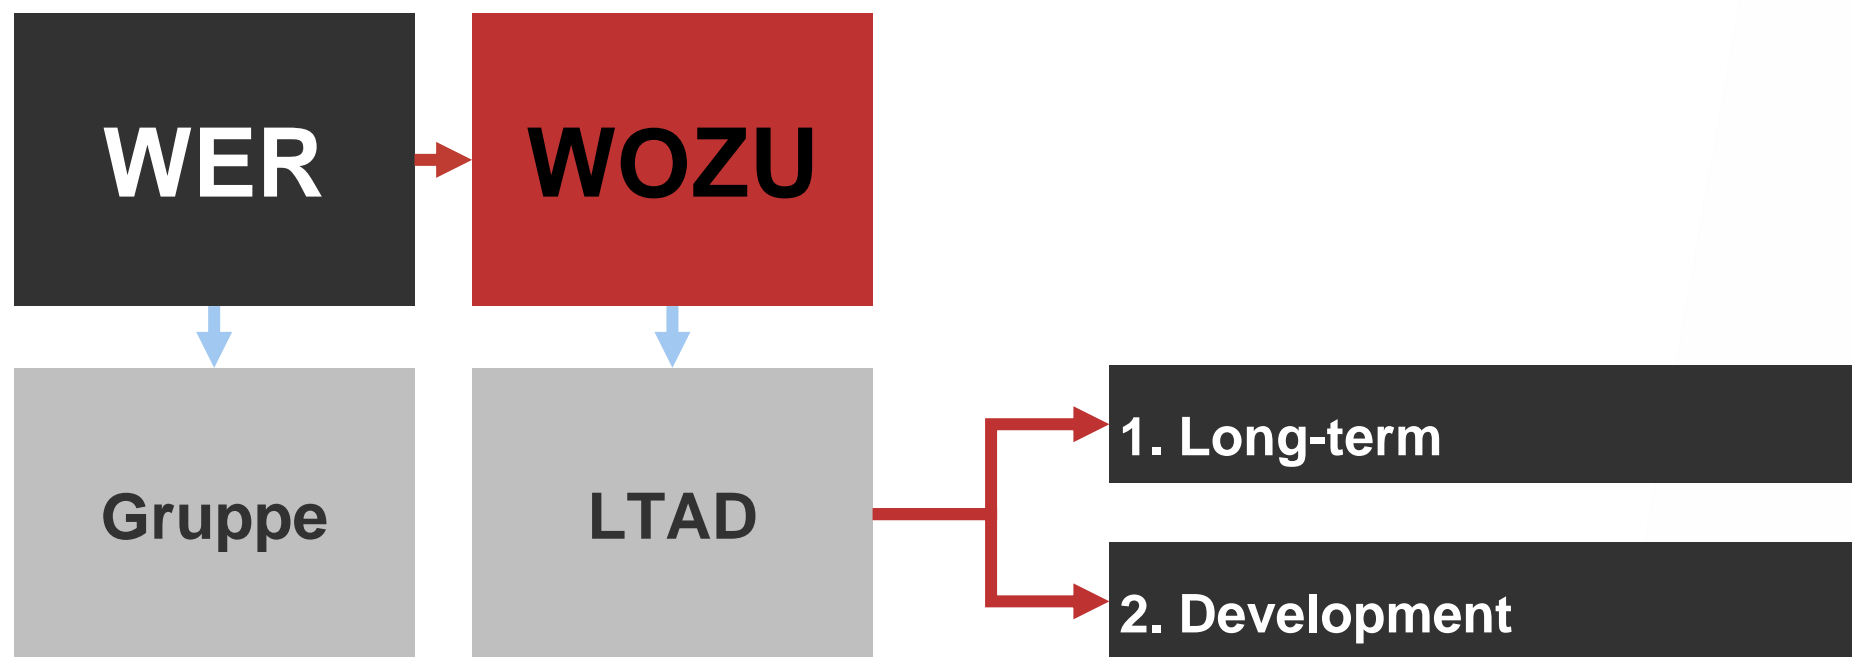 WER
WOZU
Gruppe
LTAD
1. Long-term
2. Development